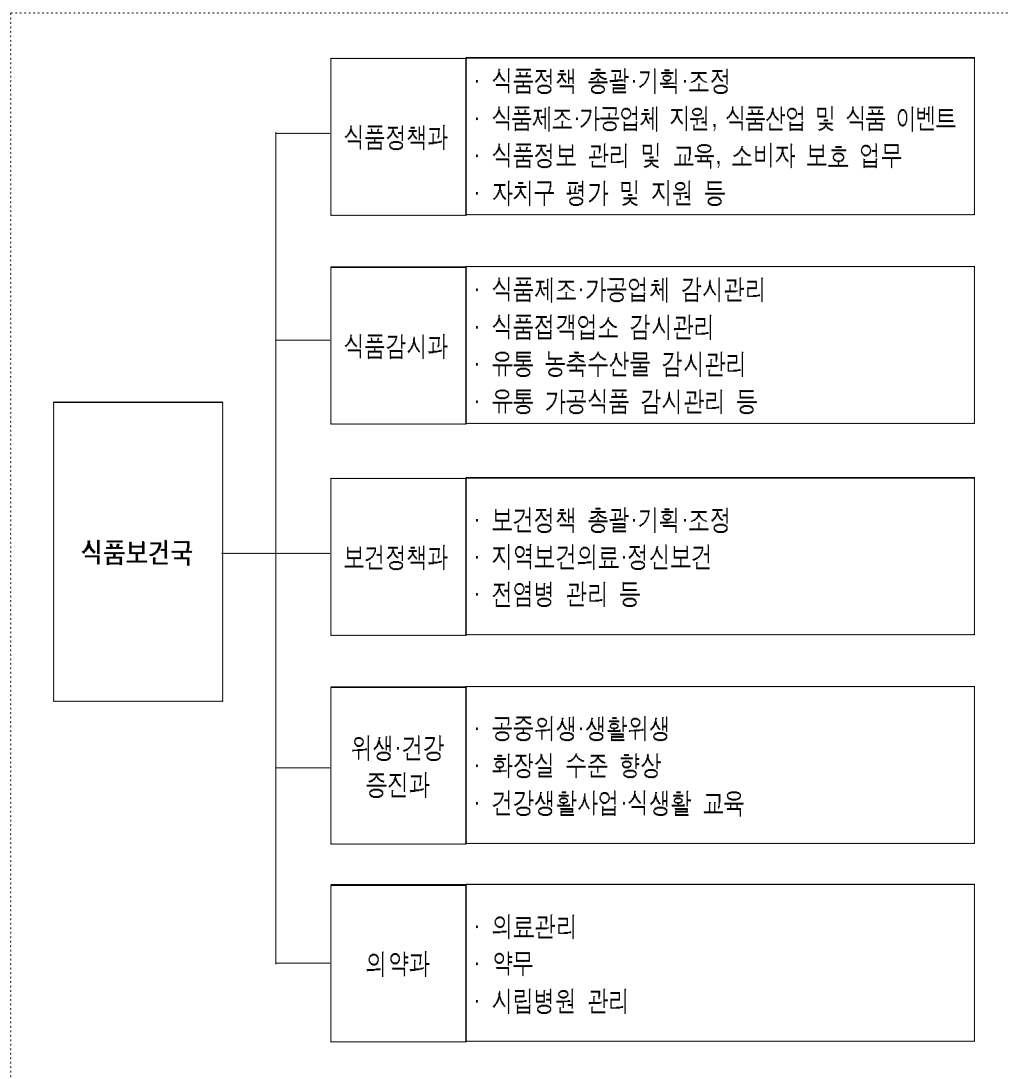 식품보건국
식품정책과
· 식품정책 총괄·기획·조정
· 식품제조·가공업체 지원, 식품산업 및 식품 이벤트
· 식품정보 관리 및 교육, 소비자 보호 업무
· 자치구 평가 및 지원 등
식품감시과
· 식품제조·가공업체 감시관리
· 식품접객업소 감시관리
· 유통 농축수산물 감시관리
· 유통 가공식품 감시관리 등
보건정책과
· 보건정책 총괄·기획·조정
· 지역보건의료·정신보건
· 전염병 관리 등
위생·건강
증진과
· 공중위생·생활위생
· 화장실 수준 향상
· 건강생활사업·식생활 교육
의약과
· 의료관리
· 약무
· 시립병원 관리